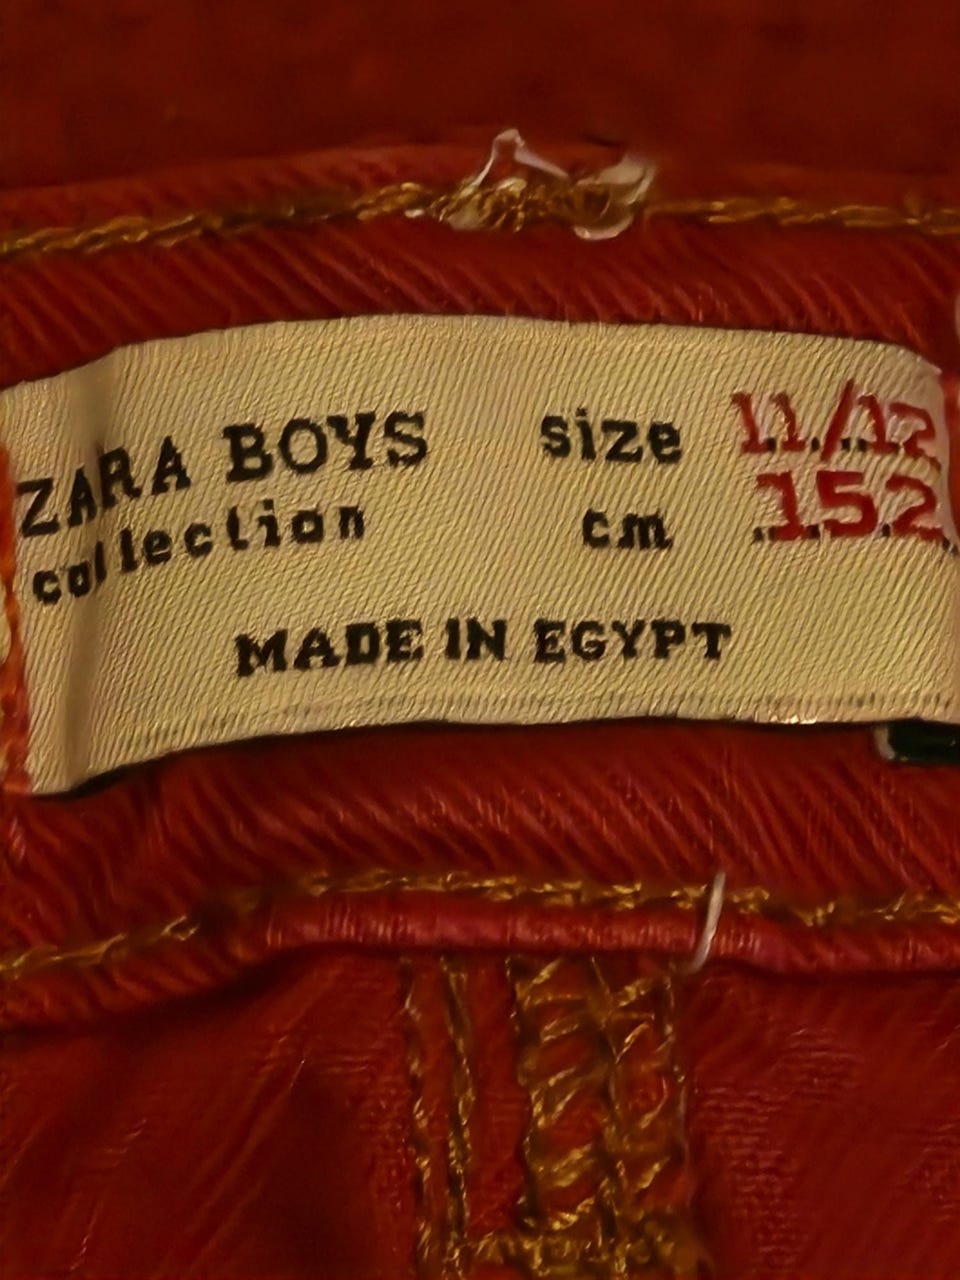 ZARA BOYS size 11/12
collection cm 152
MADE IN EGYPT